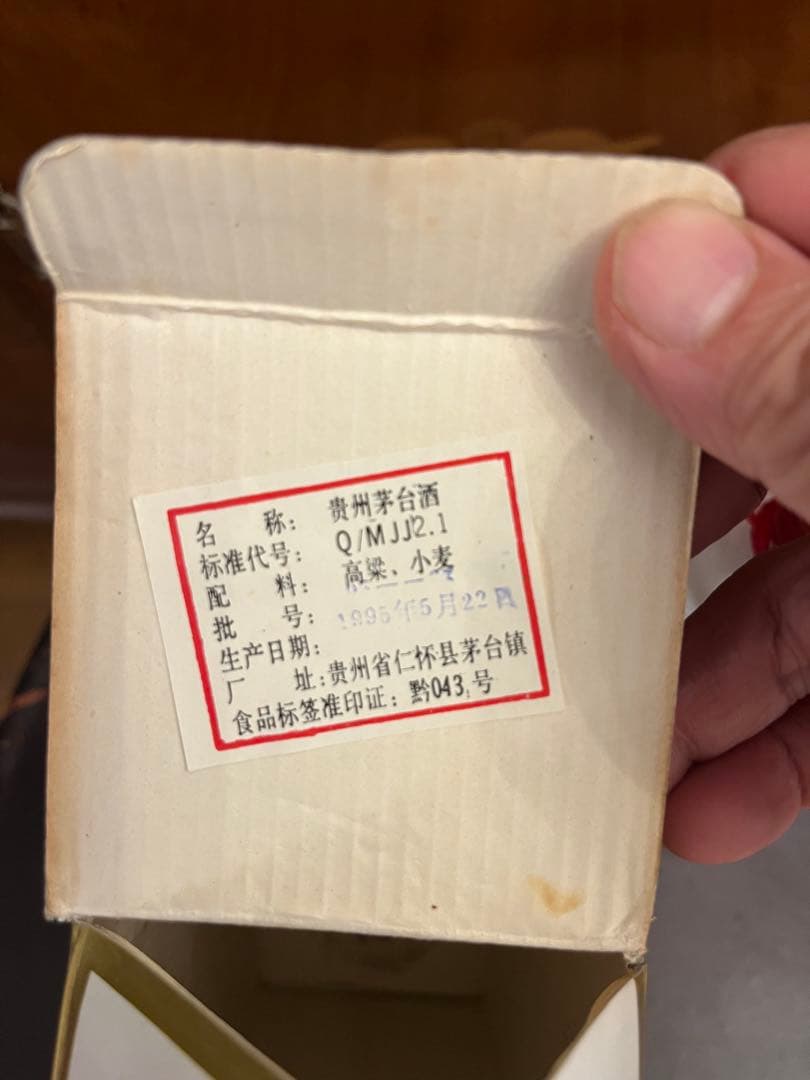 名 称: 贵州茅台酒
标准代号: Q/MJJ2.1
配 料: 高粱、小麦
批 号:
生产日期: 1995年5月22日
厂 址:贵州省仁怀县茅台镇
食品标签准印证: 黔043号